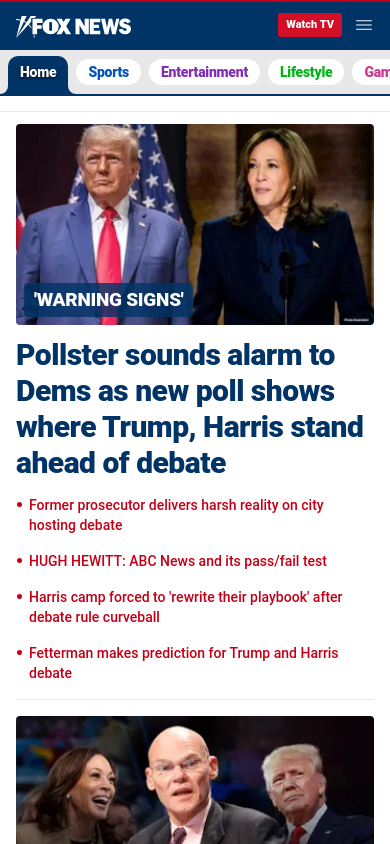 FOX NEWS
Watch TV
Home Sports Entertainment Lifestyle Gam
'WARNING SIGNS'
Photo Illustration
Pollster sounds alarm to
Dems as new poll shows
where Trump, Harris stand
ahead of debate
Former prosecutor delivers harsh reality on city
hosting debate
HUGH HEWITT: ABC News and its pass/fail test
Harris camp forced to 'rewrite their playbook' after
debate rule curveball
Fetterman makes prediction for Trump and Harris
debate